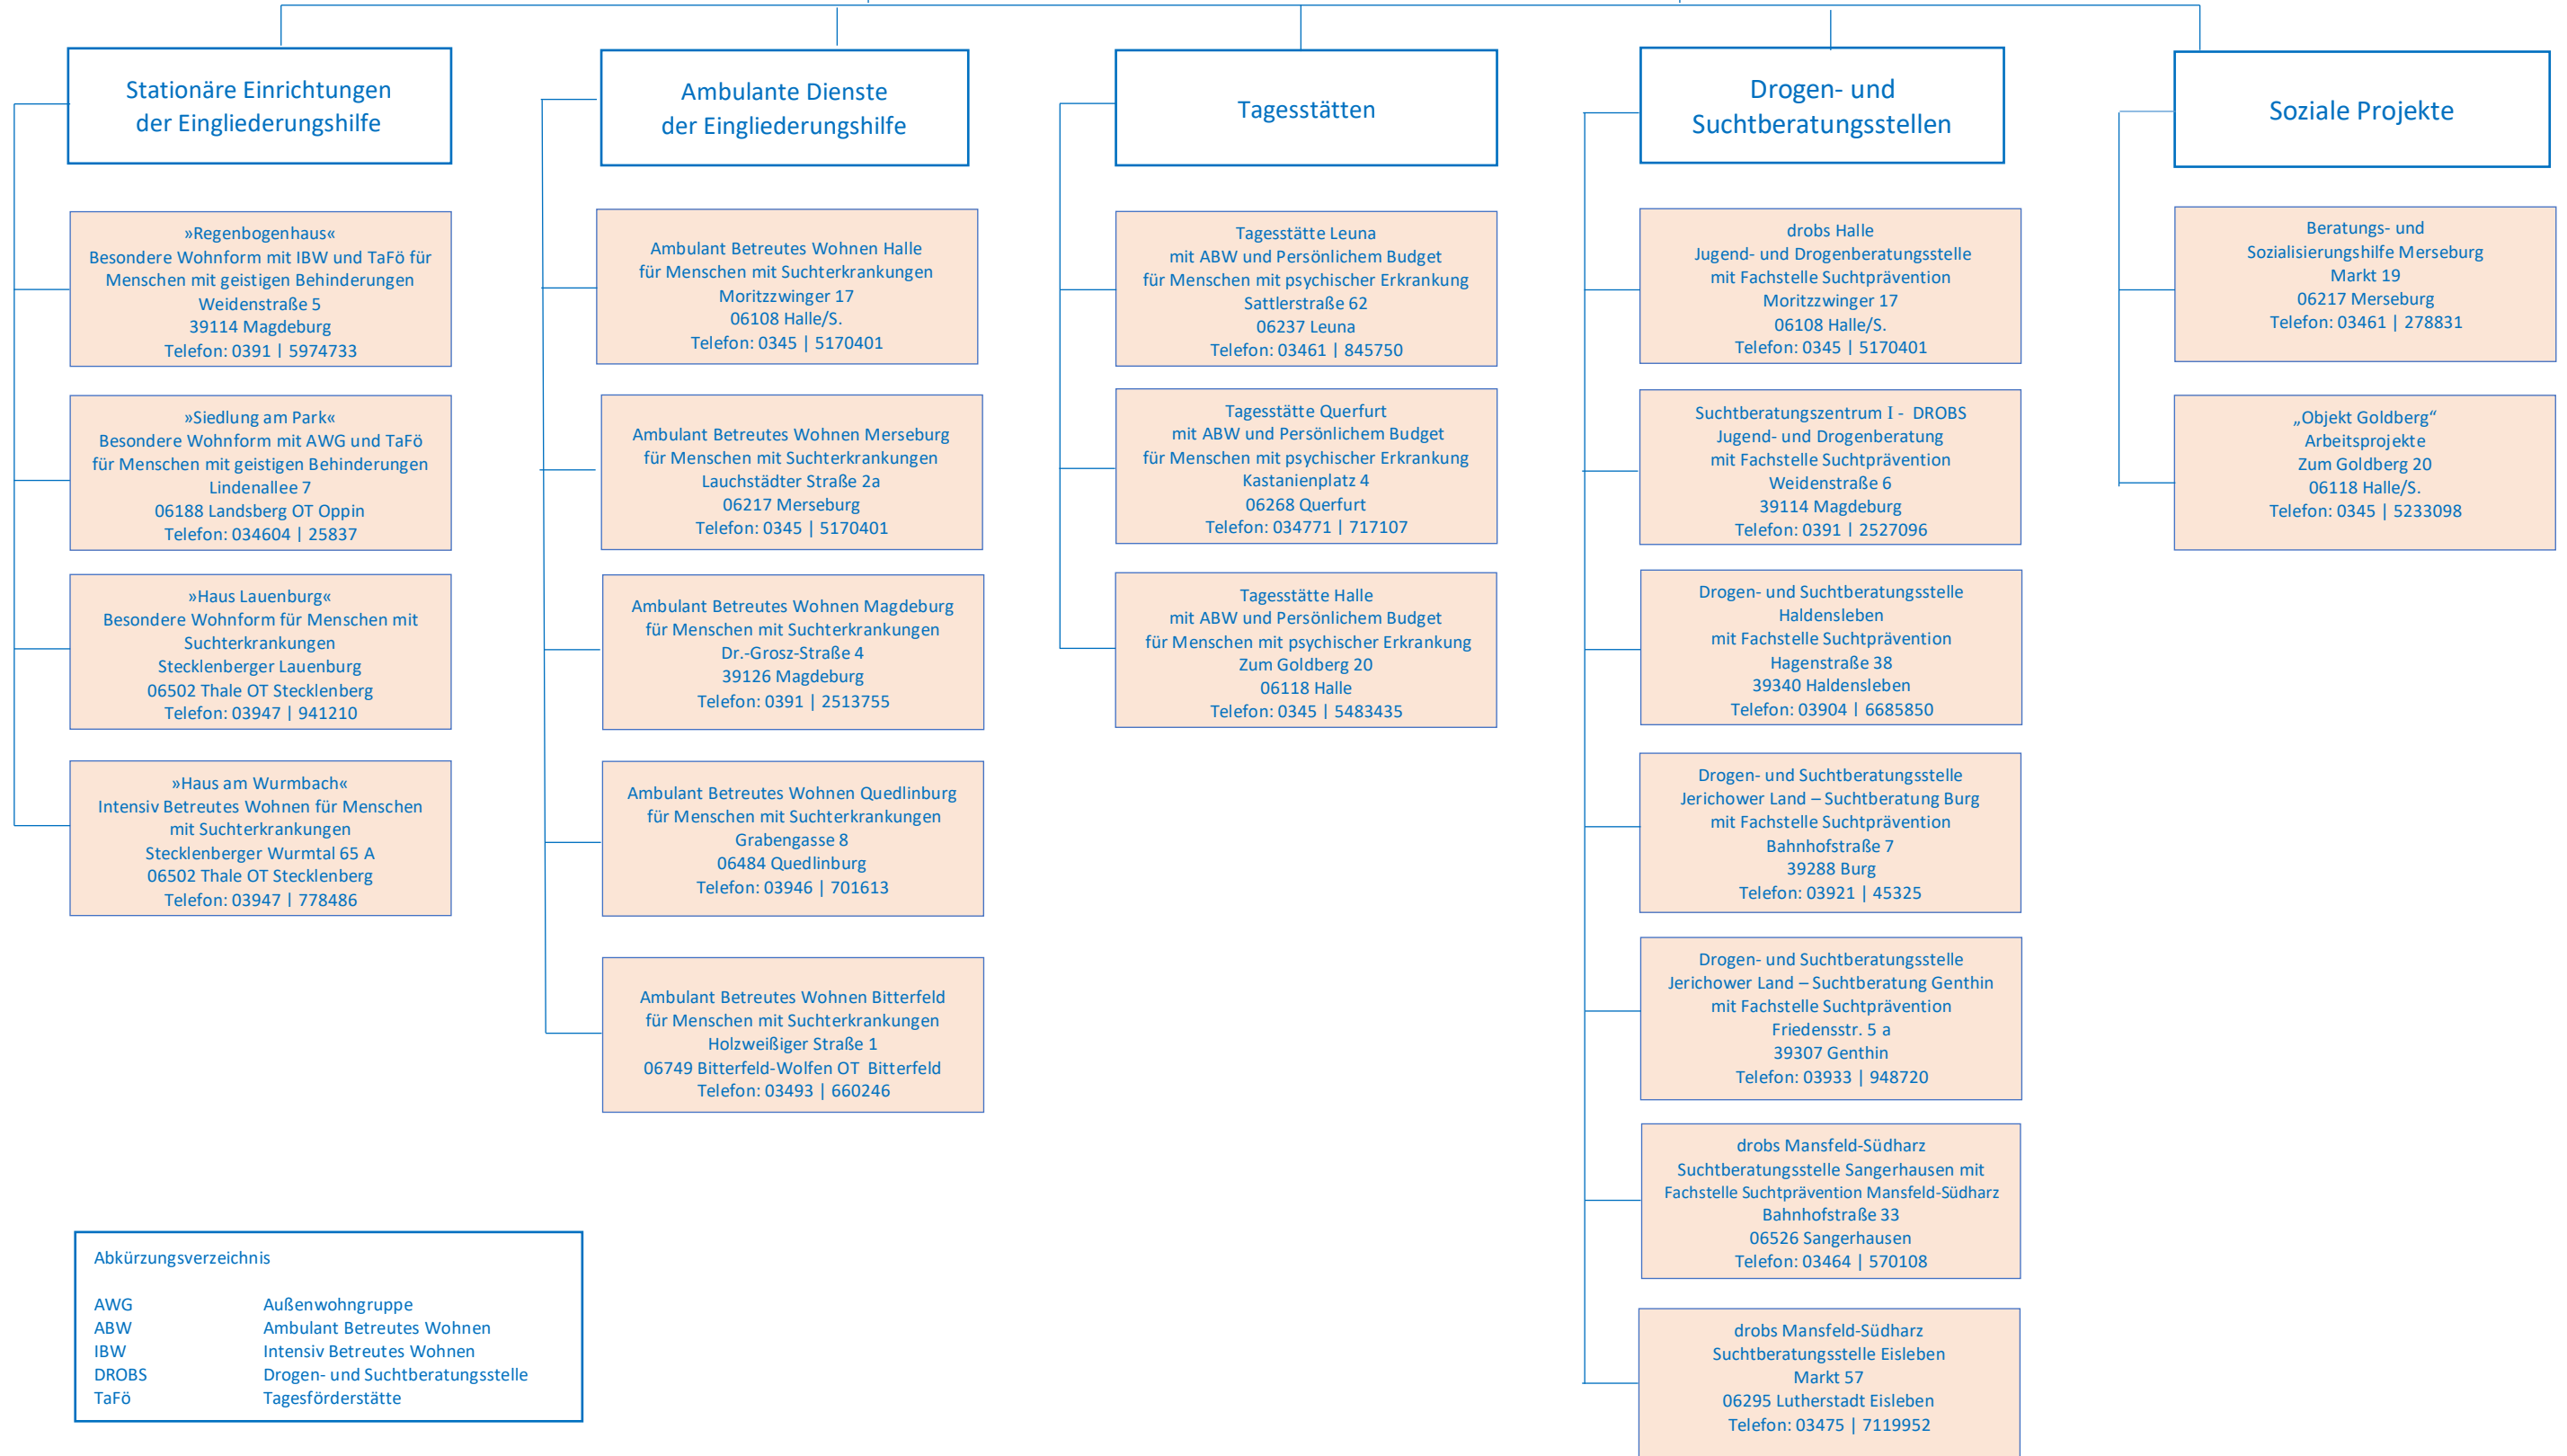 Stationäre Einrichtungen
der Eingliederungshilfe
»Regenbogenhaus«
Besondere Wohnform mit IBW und TaFö für
Menschen mit geistigen Behinderungen
Weidenstraße 5
39114 Magdeburg
Telefon: 0391 | 5974733
»Siedlung am Park«
Besondere Wohnform mit AWG und TaFö
für Menschen mit geistigen Behinderungen
Lindenallee 7
06188 Landsberg OT Oppin
Telefon: 034604 | 25837
»Haus Lauenburg«
Besondere Wohnform für Menschen mit
Suchterkrankungen
Stecklenberger Lauenburg
06502 Thale OT Stecklenberg
Telefon: 03947 | 941210
»Haus am Wurmbach«
Intensiv Betreutes Wohnen für Menschen
mit Suchterkrankungen
Stecklenberger Wurmtal 65 A
06502 Thale OT Stecklenberg
Telefon: 03947 | 778486
Ambulante Dienste
der Eingliederungshilfe
Ambulant Betreutes Wohnen Halle
für Menschen mit Suchterkrankungen
Moritzzwinger 17
06108 Halle/S.
Telefon: 0345 | 5170401
Ambulant Betreutes Wohnen Merseburg
für Menschen mit Suchterkrankungen
Lauchstädter Straße 2a
06217 Merseburg
Telefon: 0345 | 5170401
Ambulant Betreutes Wohnen Magdeburg
für Menschen mit Suchterkrankungen
Dr.-Grosz-Straße 4
39126 Magdeburg
Telefon: 0391 | 2513755
Ambulant Betreutes Wohnen Quedlinburg
für Menschen mit Suchterkrankungen
Grabengasse 8
06484 Quedlinburg
Telefon: 03946 | 701613
Ambulant Betreutes Wohnen Bitterfeld
für Menschen mit Suchterkrankungen
Holzweißiger Straße 1
06749 Bitterfeld-Wolfen OT Bitterfeld
Telefon: 03493 | 660246
Tagesstätten
Tagesstätte Leuna
mit ABW und Persönlichem Budget
für Menschen mit psychischer Erkrankung
Sattlerstraße 62
06237 Leuna
Telefon: 03461 | 845750
Tagesstätte Querfurt
mit ABW und Persönlichem Budget
für Menschen mit psychischer Erkrankung
Kastanienplatz 4
06268 Querfurt
Telefon: 034771 | 717107
Tagesstätte Halle
mit ABW und Persönlichem Budget
für Menschen mit psychischer Erkrankung
Zum Goldberg 20
06118 Halle
Telefon: 0345 | 5483435
Drogen- und
Suchtberatungsstellen
drobs Halle
Jugend- und Drogenberatungsstelle
mit Fachstelle Suchtprävention
Moritzzwinger 17
06108 Halle/S.
Telefon: 0345 | 5170401
Suchtberatungszentrum I - DROBS
Jugend- und Drogenberatung
mit Fachstelle Suchtprävention
Weidenstraße 6
39114 Magdeburg
Telefon: 0391 | 2527096
Drogen- und Suchtberatungsstelle
Haldensleben
mit Fachstelle Suchtprävention
Hagenstraße 38
39340 Haldensleben
Telefon: 03904 | 6685850
Drogen- und Suchtberatungsstelle
Jerichower Land – Suchtberatung Burg
mit Fachstelle Suchtprävention
Bahnhofstraße 7
39288 Burg
Telefon: 03921 | 45325
Drogen- und Suchtberatungsstelle
Jerichower Land – Suchtberatung Genthin
mit Fachstelle Suchtprävention
Friedensstr. 5 a
39307 Genthin
Telefon: 03933 | 948720
drobs Mansfeld-Südharz
Suchtberatungsstelle Sangerhausen mit
Fachstelle Suchtprävention Mansfeld-Südharz
Bahnhofstraße 33
06526 Sangerhausen
Telefon: 03464 | 570108
drobs Mansfeld-Südharz
Suchtberatungsstelle Eisleben
Markt 57
06295 Lutherstadt Eisleben
Telefon: 03475 | 7119952
Soziale Projekte
Beratungs- und
Sozialisierungshilfe Merseburg
Markt 19
06217 Merseburg
Telefon: 03461 | 278831
„Objekt Goldberg“
Arbeitsprojekte
Zum Goldberg 20
06118 Halle/S.
Telefon: 0345 | 5233098
Abkürzungsverzeichnis
AWG Außenwohngruppe
ABW Ambulant Betreutes Wohnen
IBW Intensiv Betreutes Wohnen
DROBS Drogen- und Suchtberatungsstelle
TaFö Tagesförderstätte